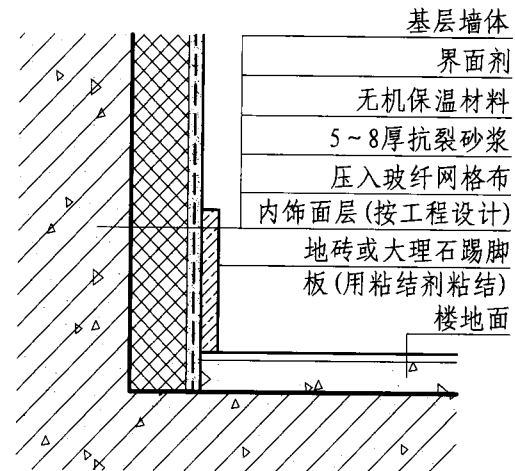 基层墙体
界面剂
无机保温材料
5~8厚抗裂砂浆
压入玻纤网格布
内饰面层(按工程设计)
地砖或大理石踢脚
板(用粘结剂粘结)
楼地面